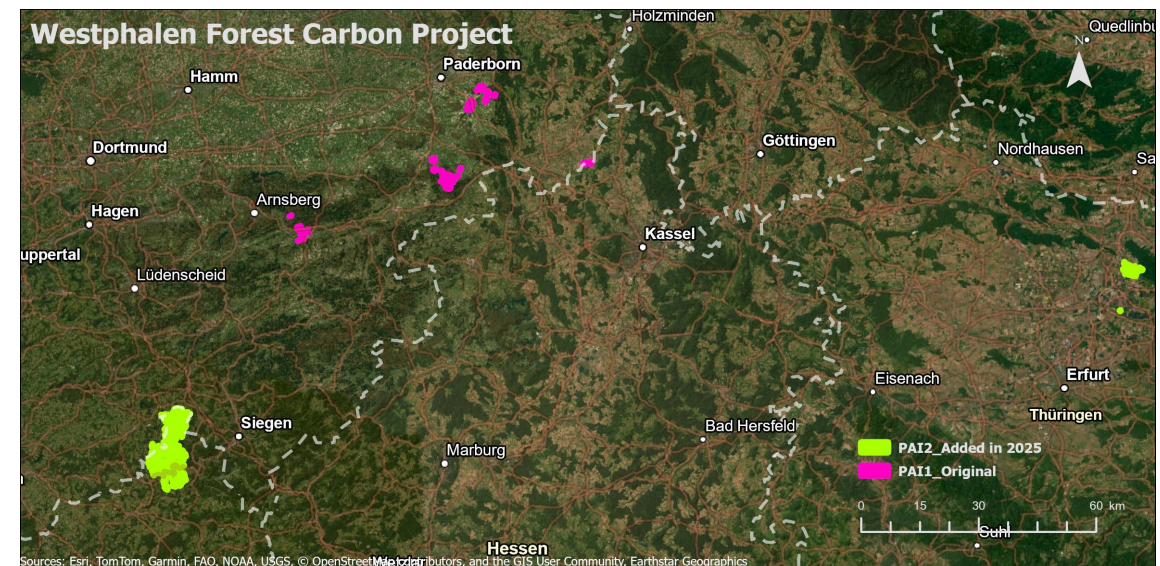 Westphalen Forest Carbon Project
Holzminden
Quedlinbu
N
Paderborn
Hamm
Dortmund
Göttingen
Nordhausen
Sa
Arnsberg
Hagen
Kassel
uppertal
Lüdenscheid
Eisenach
Erfurt
Thüringen
Siegen
Bad Hersfeld
Marburg
PAI2_Added in 2025
PAI1_Original
0 15 30 60 km
Suhl
Hessen
Sources: Esri, TomTom, Garmin, FAO, NOAA, USGS, © OpenStreetMap contributors, and the GIS User Community, Earthstar Geographics